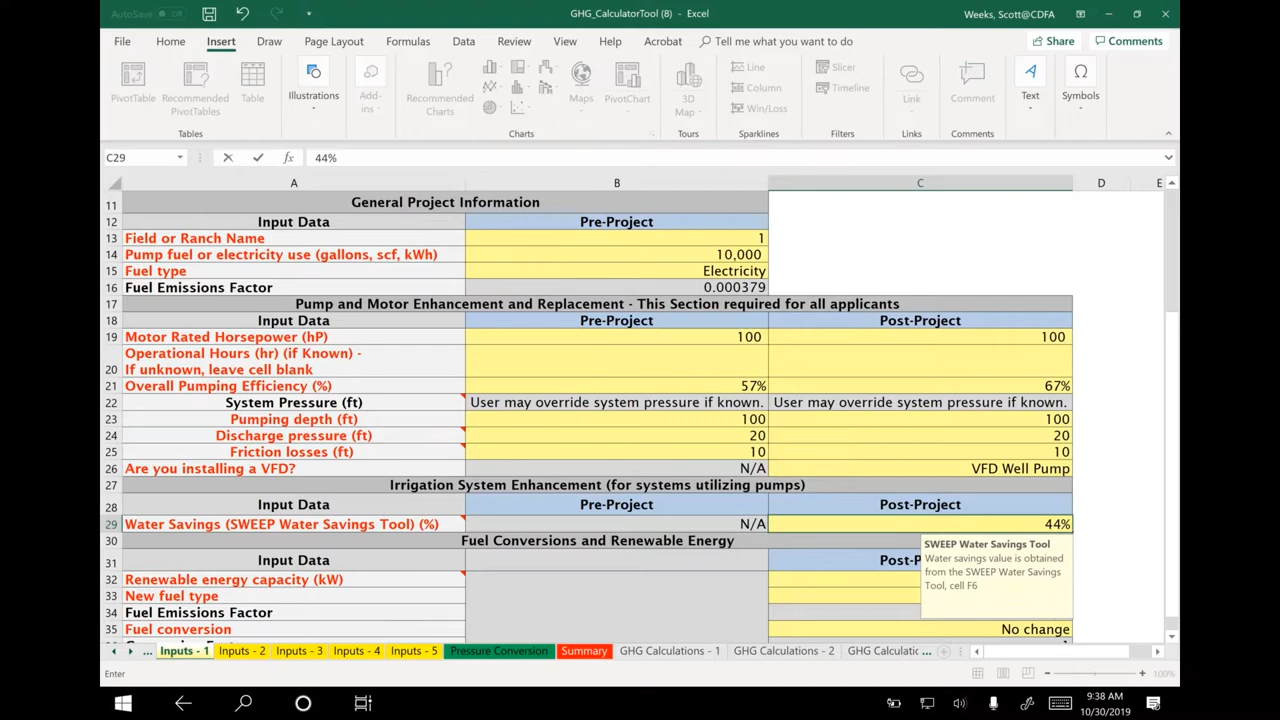 AutoSave Off
GHG_CalculatorTool (8) - Excel
Weeks, Scott@CDFA
File Home Insert Draw Page Layout Formulas Data Review View Help Acrobat Tell me what you want to do Share Comments
PivotTable Recommended PivotTables Table
Illustrations
Add-ins
Recommended Charts
Maps PivotChart
3D Map
Line
Column
Win/Loss
Slicer
Timeline
Link
Comment
Text
Symbols
Tables Charts Tours Sparklines Filters Links Comments
C29 fx 44%
A B C D E
11 General Project Information
12 Input Data Pre-Project
13 Field or Ranch Name 1
14 Pump fuel or electricity use (gallons, scf, kWh) 10,000
15 Fuel type Electricity
16 Fuel Emissions Factor 0.000379
17 Pump and Motor Enhancement and Replacement - This Section required for all applicants
18 Input Data Pre-Project Post-Project
19 Motor Rated Horsepower (hP) 100 100
Operational Hours (hr) (if Known) -
20 If unknown, leave cell blank
21 Overall Pumping Efficiency (%) 57% 67%
22 System Pressure (ft) User may override system pressure if known. User may override system pressure if known.
23 Pumping depth (ft) 100 100
24 Discharge pressure (ft) 20 20
25 Friction losses (ft) 10 10
26 Are you installing a VFD? N/A VFD Well Pump
27 Irrigation System Enhancement (for systems utilizing pumps)
28 Input Data Pre-Project Post-Project
29 Water Savings (SWEEP Water Savings Tool) (%) N/A 44%
30 Fuel Conversions and Renewable Energy
SWEEP Water Savings Tool
Water savings value is obtained
from the SWEEP Water Savings
Tool, cell F6
31 Input Data Post-P
32 Renewable energy capacity (kW)
33 New fuel type
34 Fuel Emissions Factor
35 Fuel conversion No change
... Inputs - 1 Inputs - 2 Inputs - 3 Inputs - 4 Inputs - 5 Pressure Conversion Summary GHG Calculations - 1 GHG Calculations - 2 GHG Calculatic ...
Enter
100%
9:38 AM
10/30/2019